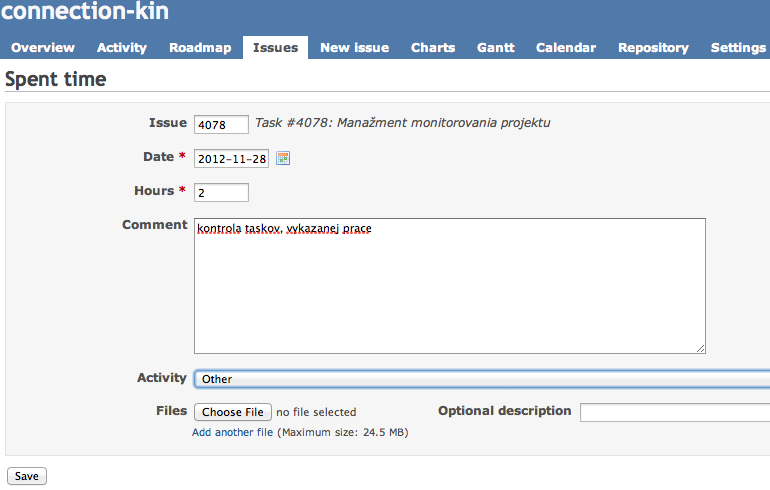 connection-kin
Overview Activity Roadmap Issues New issue Charts Gantt Calendar Repository Settings
Spent time
Issue 4078 Task #4078: Manažment monitorovania projektu
Date * 2012-11-28
Hours * 2
Comment kontrola taskov, vykazanej prace
Activity Other
Files Choose File no file selected Optional description
Add another file (Maximum size: 24.5 MB)
Save